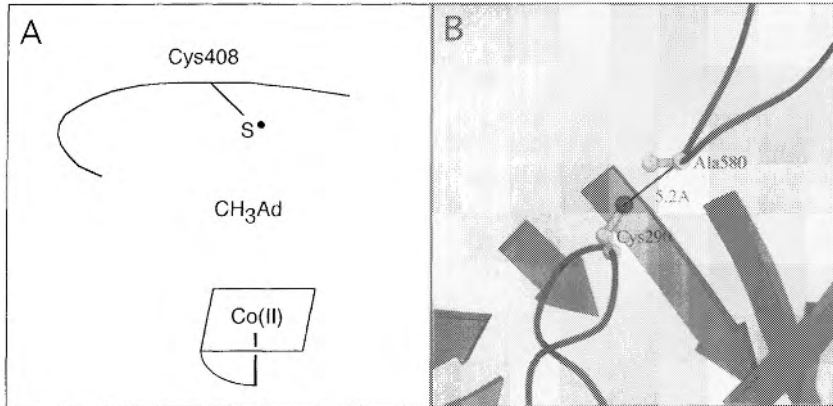 A
Cys408
S•
CH3Ad
Co(II)
B
Ala580
5.2A
Cys290